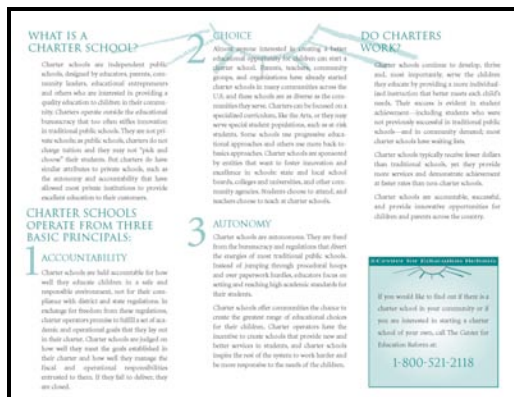 WHAT IS A
CHARTER SCHOOL?
Charter schools are independent public
schools, designed by educators, parents, com-
munity leaders, educational entrepreneurs
and others who are interested in providing a
quality education to children in their commu-
nity. Charters operate outside the educational
bureaucracy that too often stifles innovation
in traditional public schools. They are not pri-
vate schools; as public schools, charters do not
charge tuition and they may not "pick and
choose" their students. But charters do have
similar attributes to private schools, such as
the autonomy and accountability that have
allowed most private institutions to provide
excellent education to their customers.
CHARTER SCHOOLS
OPERATE FROM THREE
BASIC PRINCIPALS:
1 ACCOUNTABILITY
Charter schools are held accountable for how
well they educate children in a safe and
responsible environment, not for their com-
pliance with district and state regulations. In
exchange for freedom from these regulations,
charter operators promise to fulfill a set of aca-
demic and operational goals that they lay out
in their charter. Charter schools are judged on
how well they meet the goals established in
their charter and how well they manage the
fiscal and operational responsibilities
entrusted to them. If they fail to deliver, they
are closed.
2 CHOICE
Almost anyone interested in creating a better
educational opportunity for children can start a
charter school. Parents, teachers, community
groups, and organizations have already started
charter schools in many communities across the
U.S. and these schools are as diverse as the com-
munities they serve. Charters can be focused on a
specialized curriculum, like the Arts, or they may
serve special student populations, such as at-risk
students. Some schools use progressive educa-
tional approaches and others use more back-to-
basics approaches. Charter schools are sponsored
by entities that want to foster innovation and
excellence in schools: state and local school
boards, colleges and universities, and other com-
munity agencies. Students choose to attend, and
teachers choose to teach at charter schools.
3 AUTONOMY
Charter schools are autonomous. They are freed
from the bureaucracy and regulations that divert
the energies of most traditional public schools.
Instead of jumping through procedural hoops
and over paperwork hurdles, educators focus on
setting and reaching high academic standards for
their students.
Charter schools offer communities the chance to
create the greatest range of educational choices
for their children. Charter operators have the
incentive to create schools that provide new and
better services to students, and charter schools
inspire the rest of the system to work harder and
be more responsive to the needs of the children.
DO CHARTERS
WORK?
Charter schools continue to develop, thrive
and, most importantly, serve the children
they educate by providing a more individual-
ized instruction that better meets each child's
needs. Their success is evident in student
achievement—including students who were
not previously successful in traditional public
schools—and in community demand; most
charter schools have waiting lists.
Charter schools typically receive fewer dollars
than traditional schools, yet they provide
more services and demonstrate achievement
at faster rates than non-charter schools.
Charter schools are accountable, successful,
and provide innovative opportunities for
children and parents across the country.
Center for Education Reform
If you would like to find out if there is a
charter school in your community or if
you are interested in starting a charter
school of your own, call The Center for
Education Reform at:
1-800-521-2118